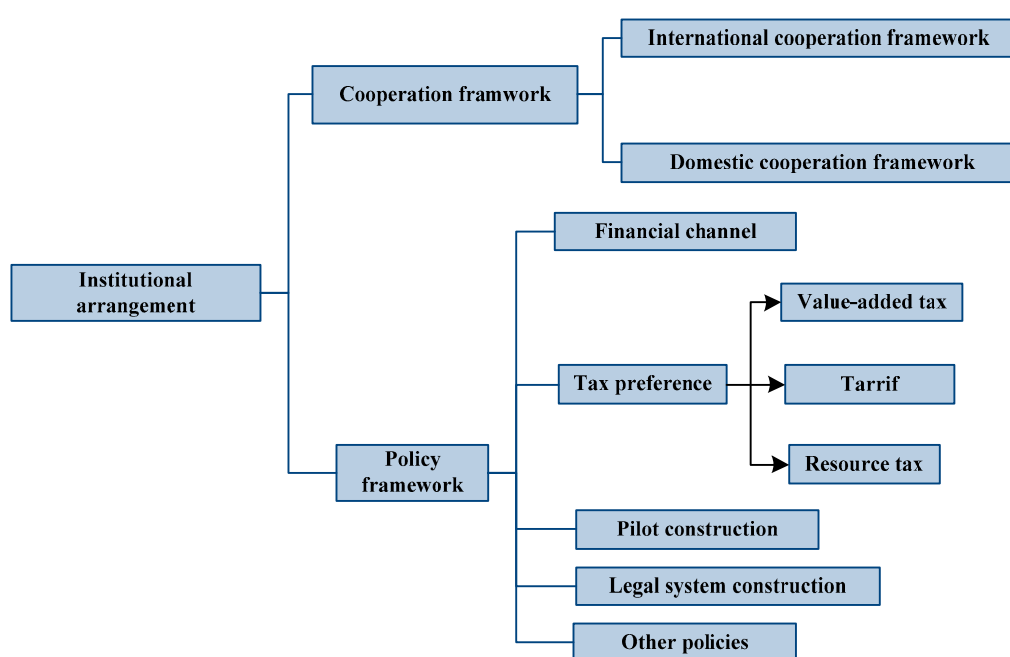 Institutional
arrangement
Cooperation framwork
International cooperation framework
Domestic cooperation framework
Policy
framework
Financial channel
Tax preference
Value-added tax
Tarrif
Resource tax
Pilot construction
Legal system construction
Other policies